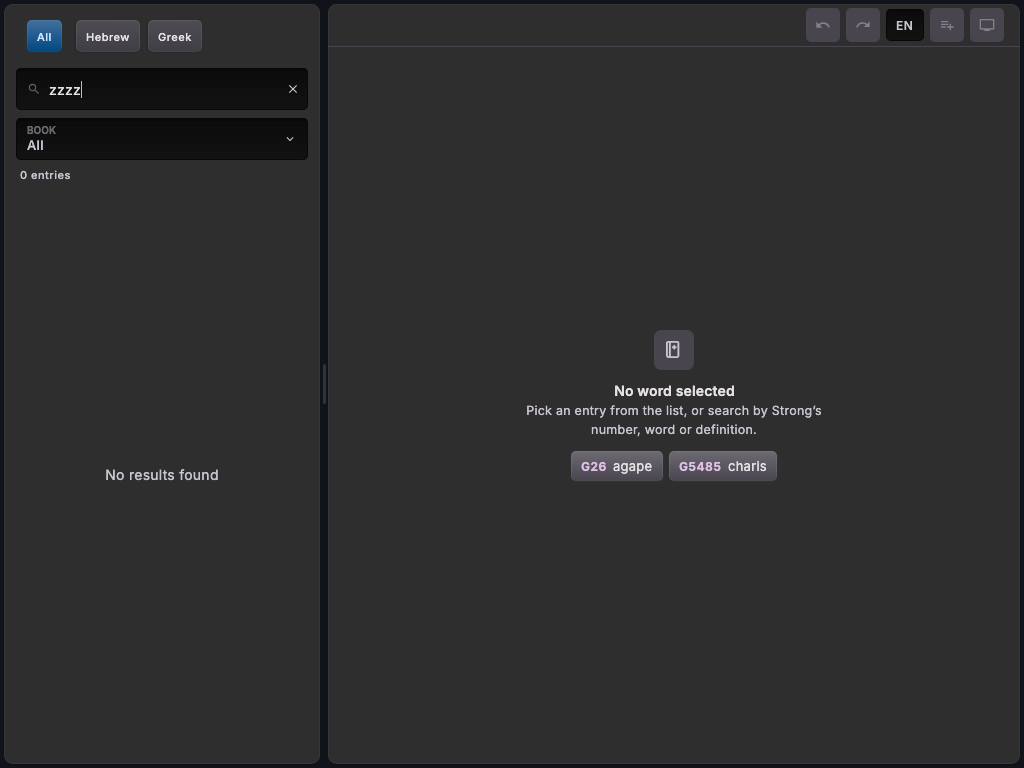 All
Hebrew
Greek
zzzz
BOOK
All
0 entries
No results found
EN
No word selected
Pick an entry from the list, or search by Strong’s
number, word or definition.
G26 agape
G5485 charis